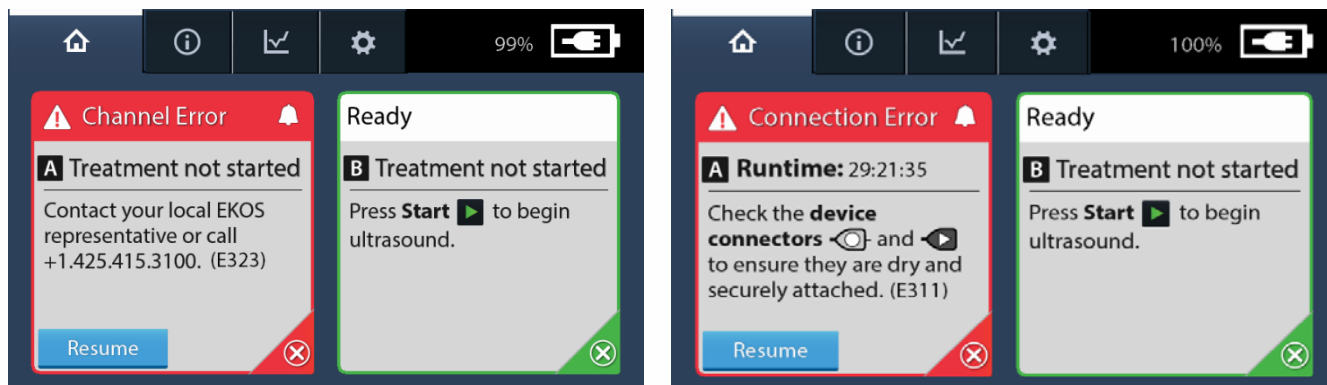 99%
Channel Error
A Treatment not started
Contact your local EKOS
representative or call
+1.425.415.3100. (E323)
Resume
Ready
B Treatment not started
Press Start to begin
ultrasound.
100%
Connection Error
A Runtime: 29:21:35
Check the device
connectors and
to ensure they are dry and
securely attached. (E311)
Resume
Ready
B Treatment not started
Press Start to begin
ultrasound.